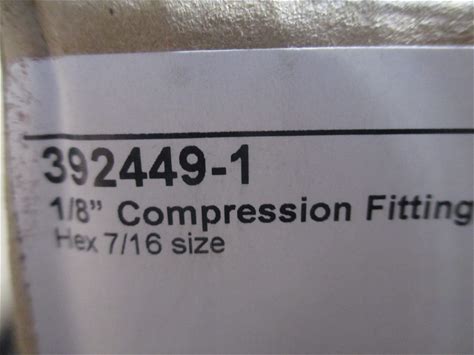 392449-1
1/8” Compression Fitting
Hex 7/16 size